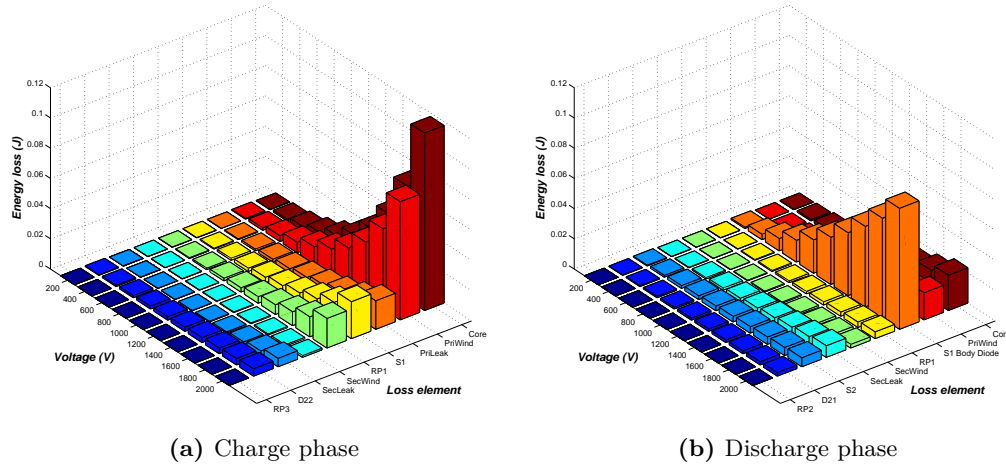 0.12
0.1
0.08
0.06
0.04
0.02
0
Energy loss (J)
200
400
600
800
1000
1200
1400
1600
1800
2000
Voltage (V)
Core
PriWind
PriLeak
S1
RP1
SecWind
SecLeak
D22
RP3
Loss element
(a) Charge phase
0.12
0.1
0.08
0.06
0.04
0.02
0
Energy loss (J)
200
400
600
800
1000
1200
1400
1600
1800
2000
Voltage (V)
Cor
PriWind
S1 Body Diode
RP1
SecWind
SecLeak
S2
D21
RP2
Loss element
(b) Discharge phase